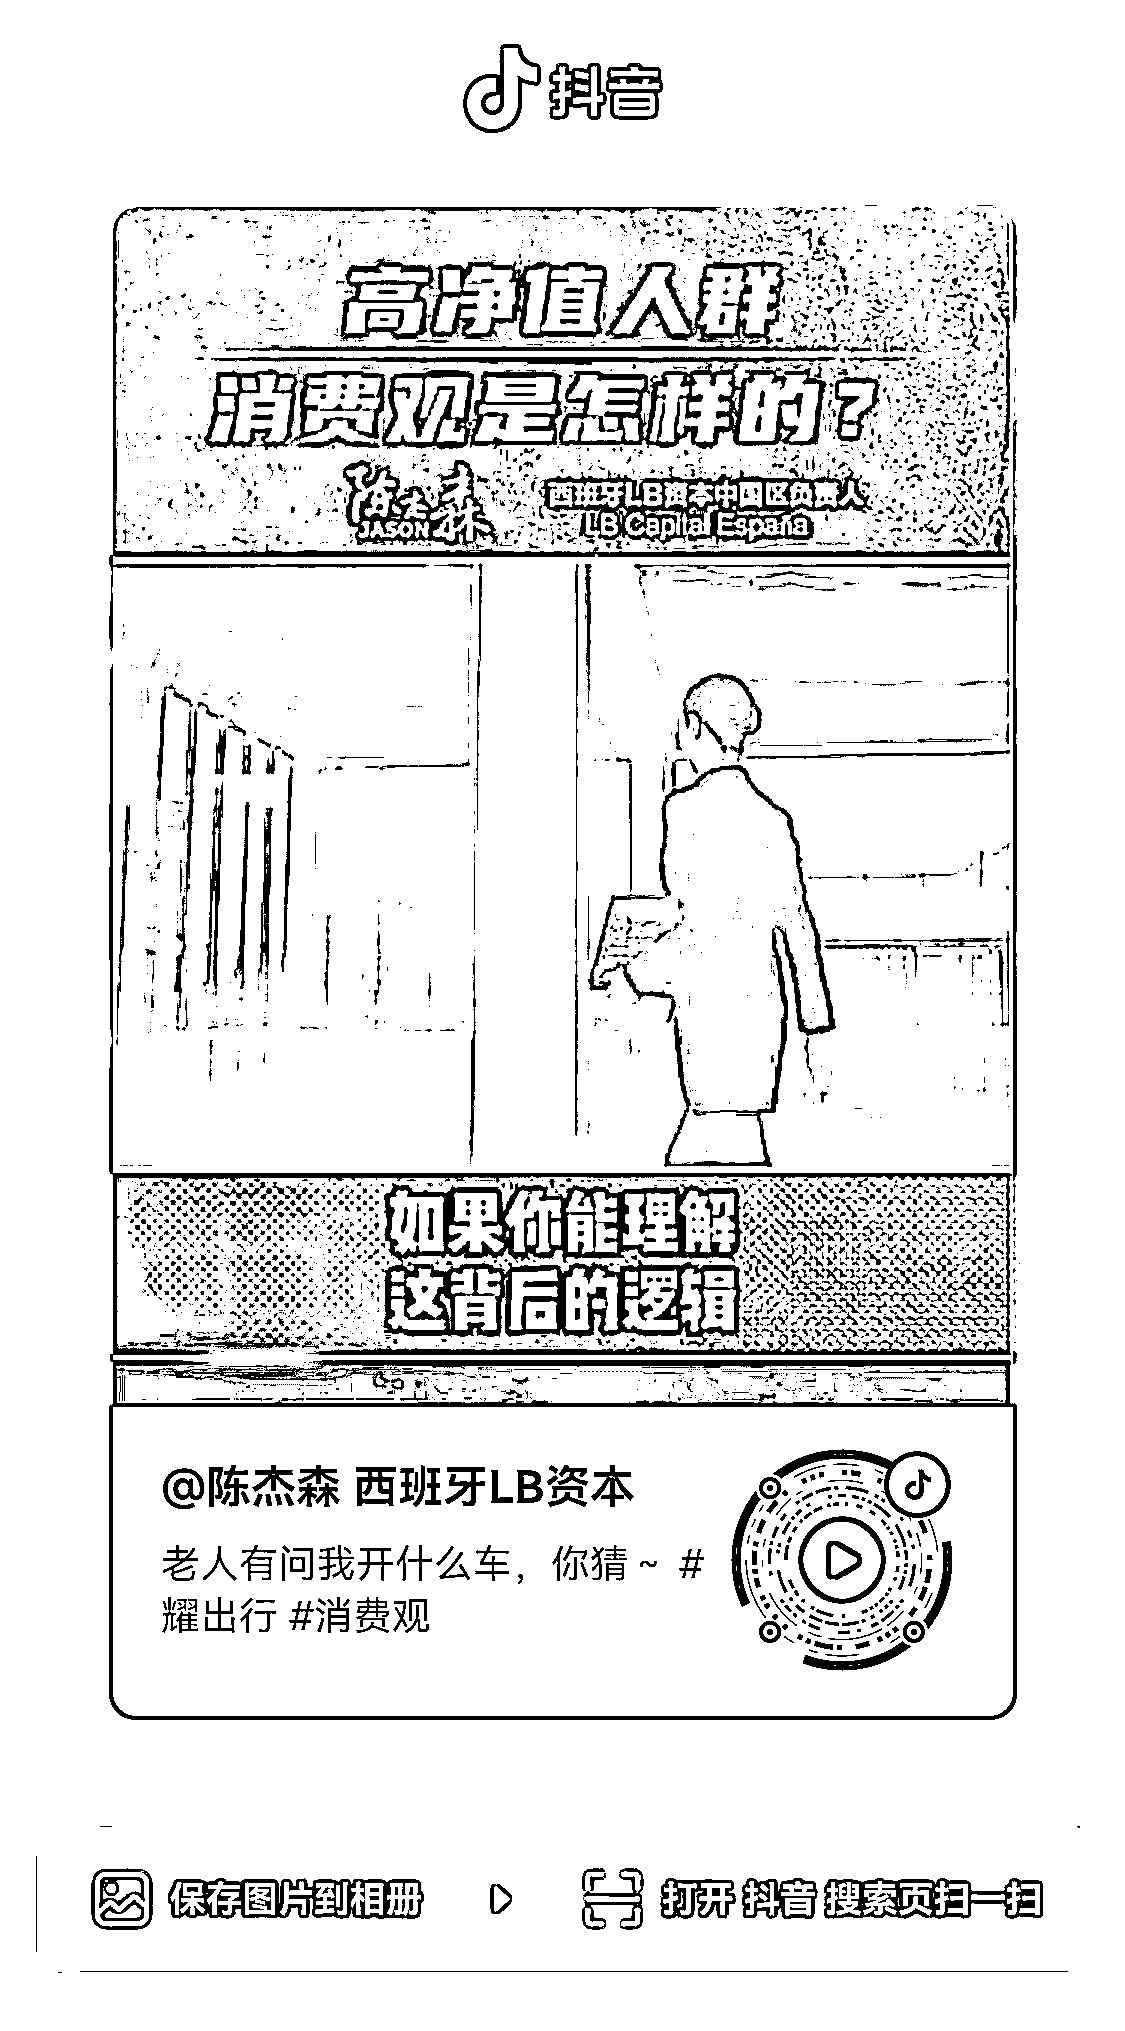 抖音
高净值人群
消费观是怎样的？
陈杰森 西班牙LB资本中国区负责人
JASON LB Capital España
如果你能理解
这背后的逻辑
@陈杰森 西班牙LB资本
老人有问我开什么车，你猜~ #
耀出行 #消费观
保存图片到相册 打开 抖音 搜索页扫一扫